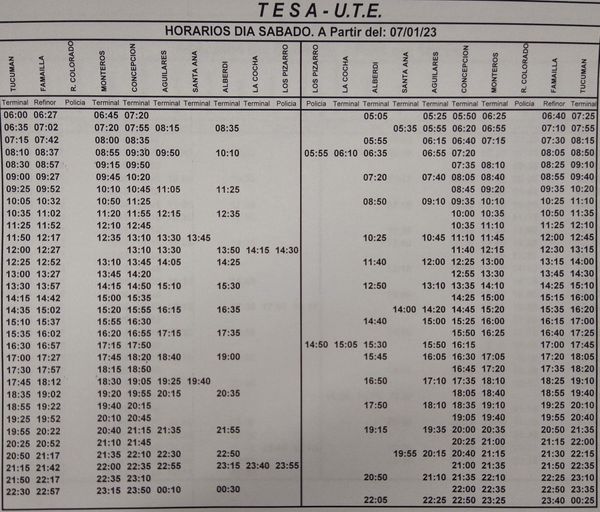 TESA - U.T.E.
HORARIOS DIA SABADO. A Partir del: 07/01/23
TUCUMAN FAMAILLA R. COLORADO MONTEROS CONCEPCION AGUILARES SANTA ANA ALBERDI LA COCHA LOS PIZARRO LOS PIZARRO LA COCHA ALBERDI SANTA ANA AGUILARES CONCEPCION MONTEROS R. COLORADO FAMAILLA TUCUMAN
Terminal Refinor Policia Terminal Terminal Terminal Terminal Terminal Terminal Policia Policia Terminal Terminal Terminal Terminal Terminal Terminal Policia Refinor Terminal
06:00 06:27 06:45 07:20 05:05 05:25 05:50 06:25 06:40 07:25
06:35 07:02 07:20 07:55 08:15 08:35 05:35 05:55 06:20 06:55 07:10 07:55
07:15 07:42 08:00 08:35 05:55 06:15 06:40 07:15 07:30 08:15
08:10 08:37 08:55 09:30 09:50 10:10 05:55 06:10 06:35 06:55 07:20 08:05 08:50
08:30 08:57 09:15 09:50 07:35 08:10 08:25 09:10
09:00 09:27 09:45 10:20 07:20 07:40 08:05 08:40 08:55 09:40
09:25 09:52 10:10 10:45 11:05 11:25 08:45 09:20 09:35 10:20
10:05 10:32 10:50 11:25 08:50 09:10 09:35 10:10 10:25 11:10
10:35 11:02 11:20 11:55 12:15 12:35 10:00 10:35 10:50 11:35
11:25 11:52 12:10 12:45 10:35 11:10 11:25 12:10
11:50 12:17 12:35 13:10 13:30 13:45 10:25 10:45 11:10 11:45 12:00 12:45
12:00 12:27 13:10 13:30 13:50 14:15 14:30 11:40 12:15 12:30 13:15
12:25 12:52 13:10 13:45 14:05 14:25 11:40 12:00 12:25 13:00 13:15 14:00
13:00 13:27 13:45 14:20 12:55 13:30 13:45 14:30
13:30 13:57 14:15 14:50 15:10 15:30 12:50 13:10 13:35 14:10 14:25 15:10
14:15 14:42 15:00 15:35 14:25 15:00 15:15 16:00
14:35 15:02 15:20 15:55 16:15 16:35 14:00 14:20 14:45 15:20 15:35 16:20
15:10 15:37 15:55 16:30 14:40 15:00 15:25 16:00 16:15 17:00
15:35 16:02 16:20 16:55 17:15 17:35 15:50 16:25 16:40 17:25
16:30 16:57 17:15 17:50 14:50 15:05 15:30 15:50 16:15 17:00 17:45
17:00 17:27 17:45 18:20 18:40 19:00 15:45 16:05 16:30 17:05 17:20 18:05
17:30 17:57 18:15 18:50 16:45 17:20 17:35 18:20
17:45 18:12 18:30 19:05 19:25 19:40 16:50 17:10 17:35 18:10 18:25 19:10
18:35 19:02 19:20 19:55 20:15 20:35 18:05 18:40 18:55 19:40
18:55 19:22 19:40 20:15 17:50 18:10 18:35 19:10 19:25 20:10
19:25 19:52 20:10 20:45 19:05 19:40 19:55 20:40
19:55 20:22 20:40 21:15 21:35 21:55 19:15 19:35 20:00 20:35 20:50 21:35
20:25 20:52 21:10 21:45 20:25 21:00 21:15 22:00
20:50 21:17 21:35 22:10 22:30 22:50 19:55 20:15 20:40 21:15 21:30 22:15
21:15 21:42 22:00 22:35 22:55 23:15 23:40 23:55 21:00 21:35 21:50 22:35
21:50 22:17 22:35 23:10 20:50 21:10 21:35 22:10 22:25 23:10
22:30 22:57 23:15 23:50 00:10 00:30 22:00 22:35 22:50 23:35
22:05 22:25 22:50 23:25 23:40 00:25